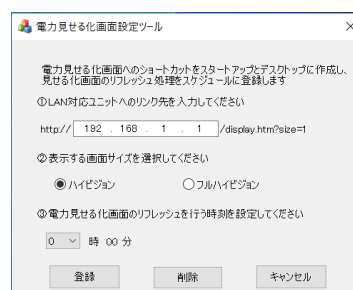 電力見せる化画面設定ツール
電力見せる化画面へのショートカットをスタートアップとデスクトップに作成し、
見せる化画面のリフレッシュ処理をスケジュールに登録します
①LAN対応ユニットへのリンク先を入力してください
http:// 192 . 168 . 1 . 1 /display.htm?size=1
②表示する画面サイズを選択してください
ハイビジョン フルハイビジョン
③電力見せる化画面のリフレッシュを行う時刻を設定してください
0 時 00 分
登録 削除 キャンセル